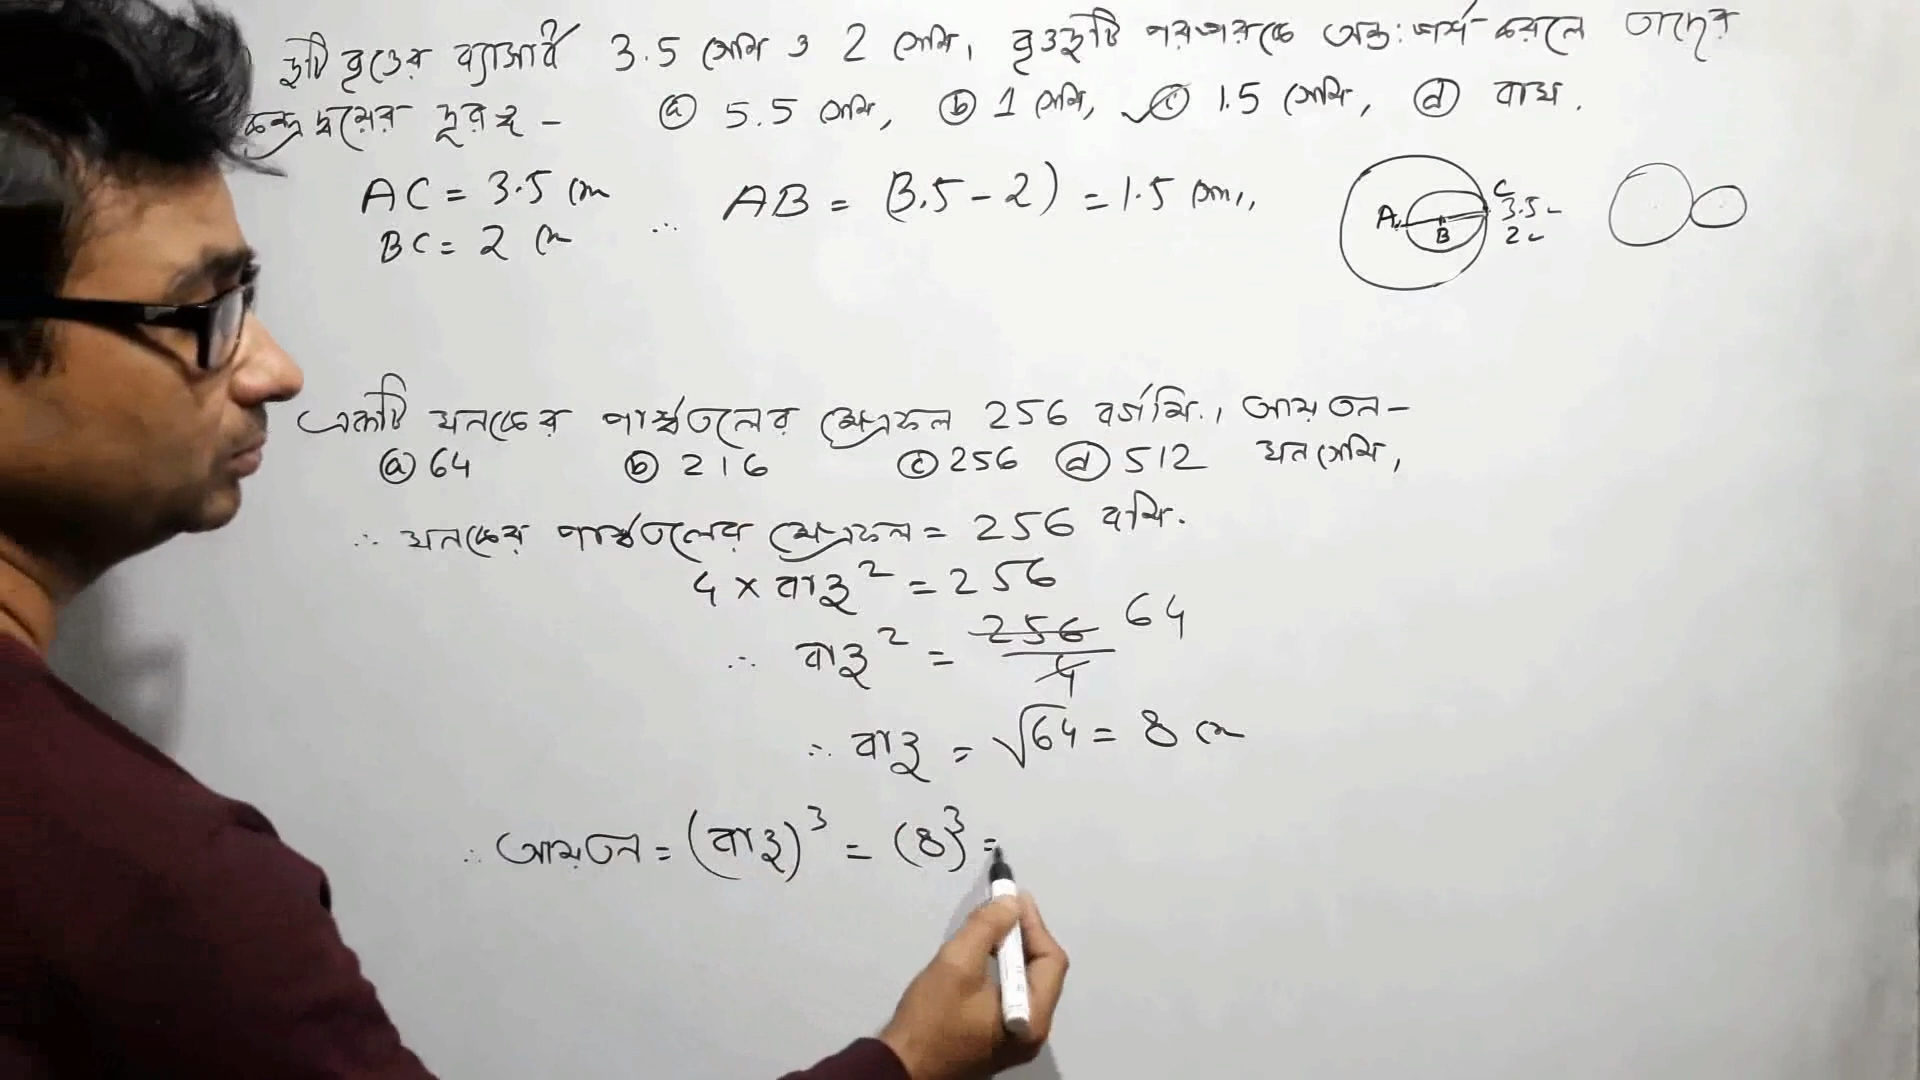 দুটি বৃত্তের ব্যাসার্ধ 3.5 সেমি ও 2 সেমি, বৃত্তদুটি পরস্পরকে অন্তঃস্পর্শ করলে তাদের
কেন্দ্রদ্বয়ের দূরত্ব - ⓐ 5.5 সেমি, ⓑ 1 সেমি, ✓ⓒ 1.5 সেমি, ⓓ
AC = 3.5 cm ∴ AB = (3.5 - 2) = 1.5 cm,,
BC = 2 cm
A B C 3.5
2
একটি ঘনকের পার্শ্বতলের ক্ষেত্রফল 256 বর্গমি., আয়তন-
ⓐ 64 ⓑ 216 ⓒ 256 ⓓ 512 ঘনসেমি,
∴ ঘনকের পার্শ্বতলের ক্ষেত্রফল = 256 বমি.
4 × বাহু² = 256
∴ বাহু² = 256/4 64
∴ বাহু = √64 = 8 cm
∴ আয়তন = (বাহু)³ = (8)³ =